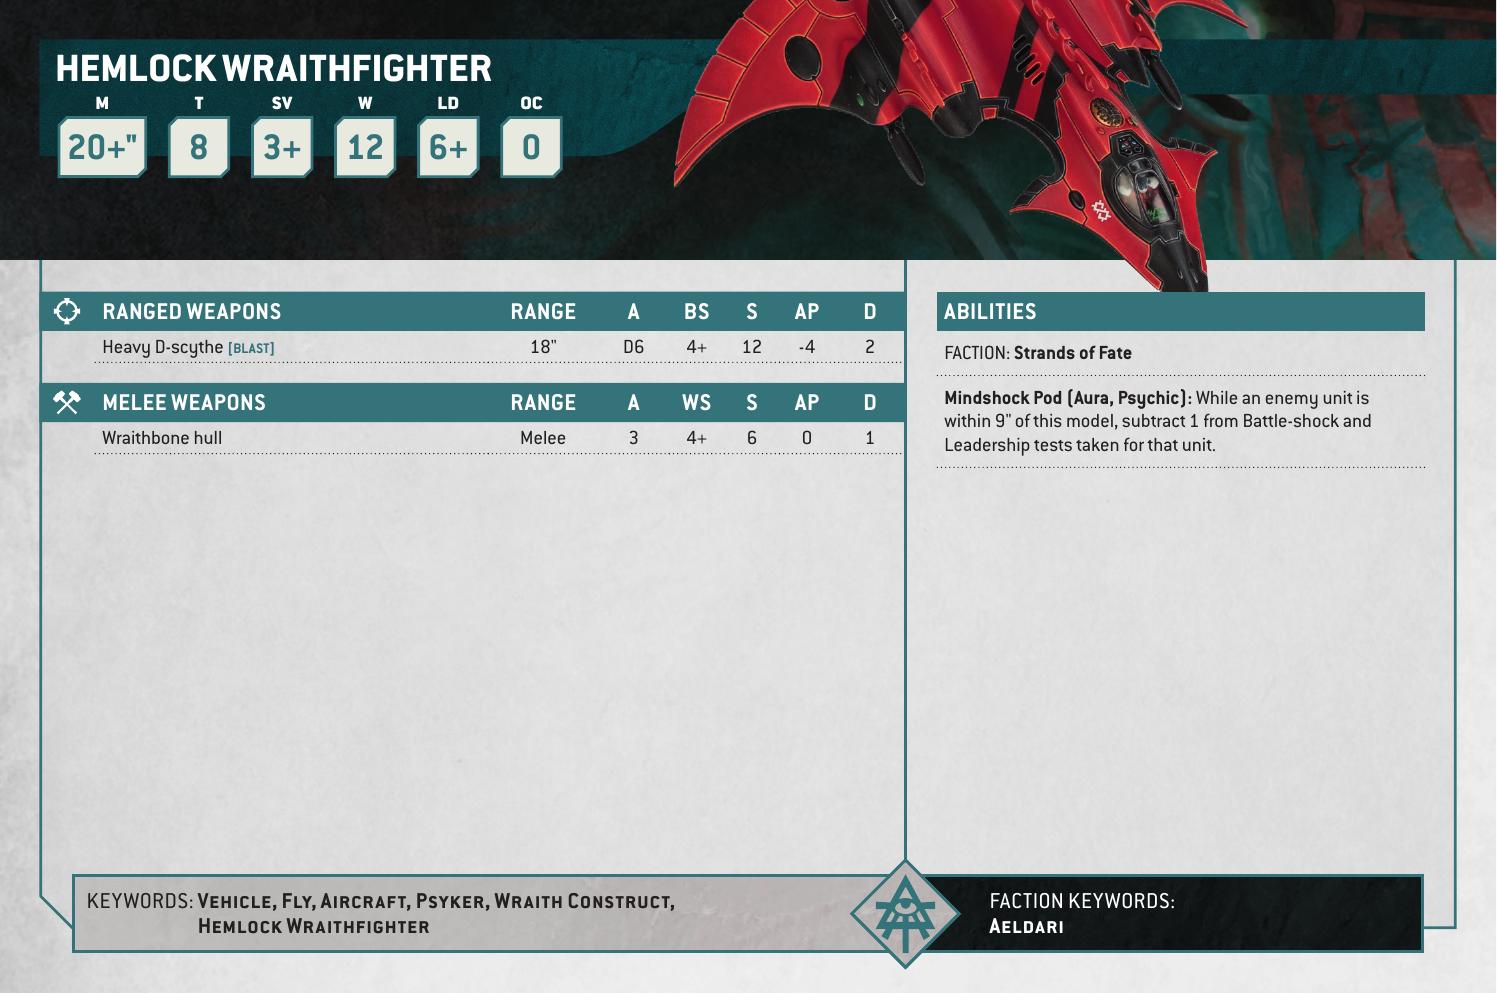 HEMLOCK WRAITHFIGHTER
M T SV W LD OC
20+" 8 3+ 12 6+ 0
RANGED WEAPONS RANGE A BS S AP D
Heavy D-scythe [BLAST] 18" D6 4+ 12 -4 2
MELEE WEAPONS RANGE A WS S AP D
Wraithbone hull Melee 3 4+ 6 0 1
ABILITIES
FACTION: Strands of Fate
Mindshock Pod (Aura, Psychic): While an enemy unit is
within 9" of this model, subtract 1 from Battle-shock and
Leadership tests taken for that unit.
KEYWORDS: VEHICLE, FLY, AIRCRAFT, PSYKER, WRAITH CONSTRUCT,
HEMLOCK WRAITHFIGHTER
FACTION KEYWORDS:
AELDARI